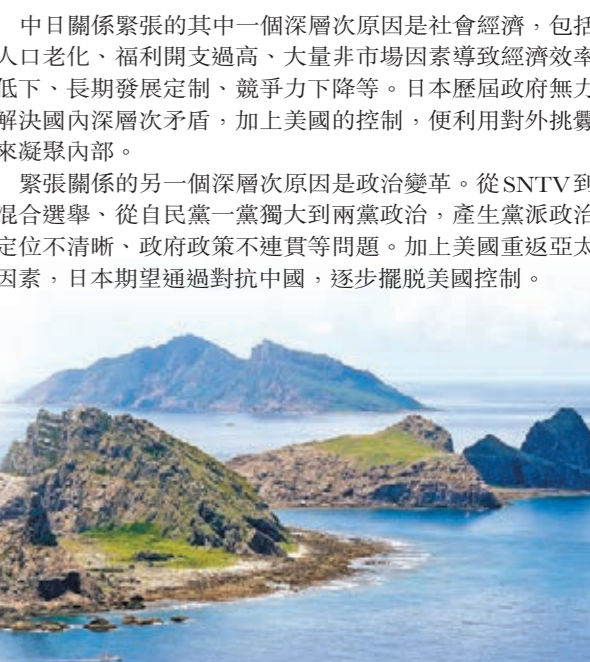 中日關係緊張的其中一個深層次原因是社會經濟，包括
人口老化、福利開支過高、大量非市場因素導致經濟效率
低下、長期發展定制、競爭力下降等。日本歷屆政府無力
解決國內深層次矛盾，加上美國的控制，便利用對外挑釁
來凝聚內部。
緊張關係的另一個深層次原因是政治變革。從SNTV到
混合選舉、從自民黨一黨獨大到兩黨政治，產生黨派政治
定位不清晰、政府政策不連貫等問題。加上美國重返亞太
因素，日本期望通過對抗中國，逐步擺脱美國控制。